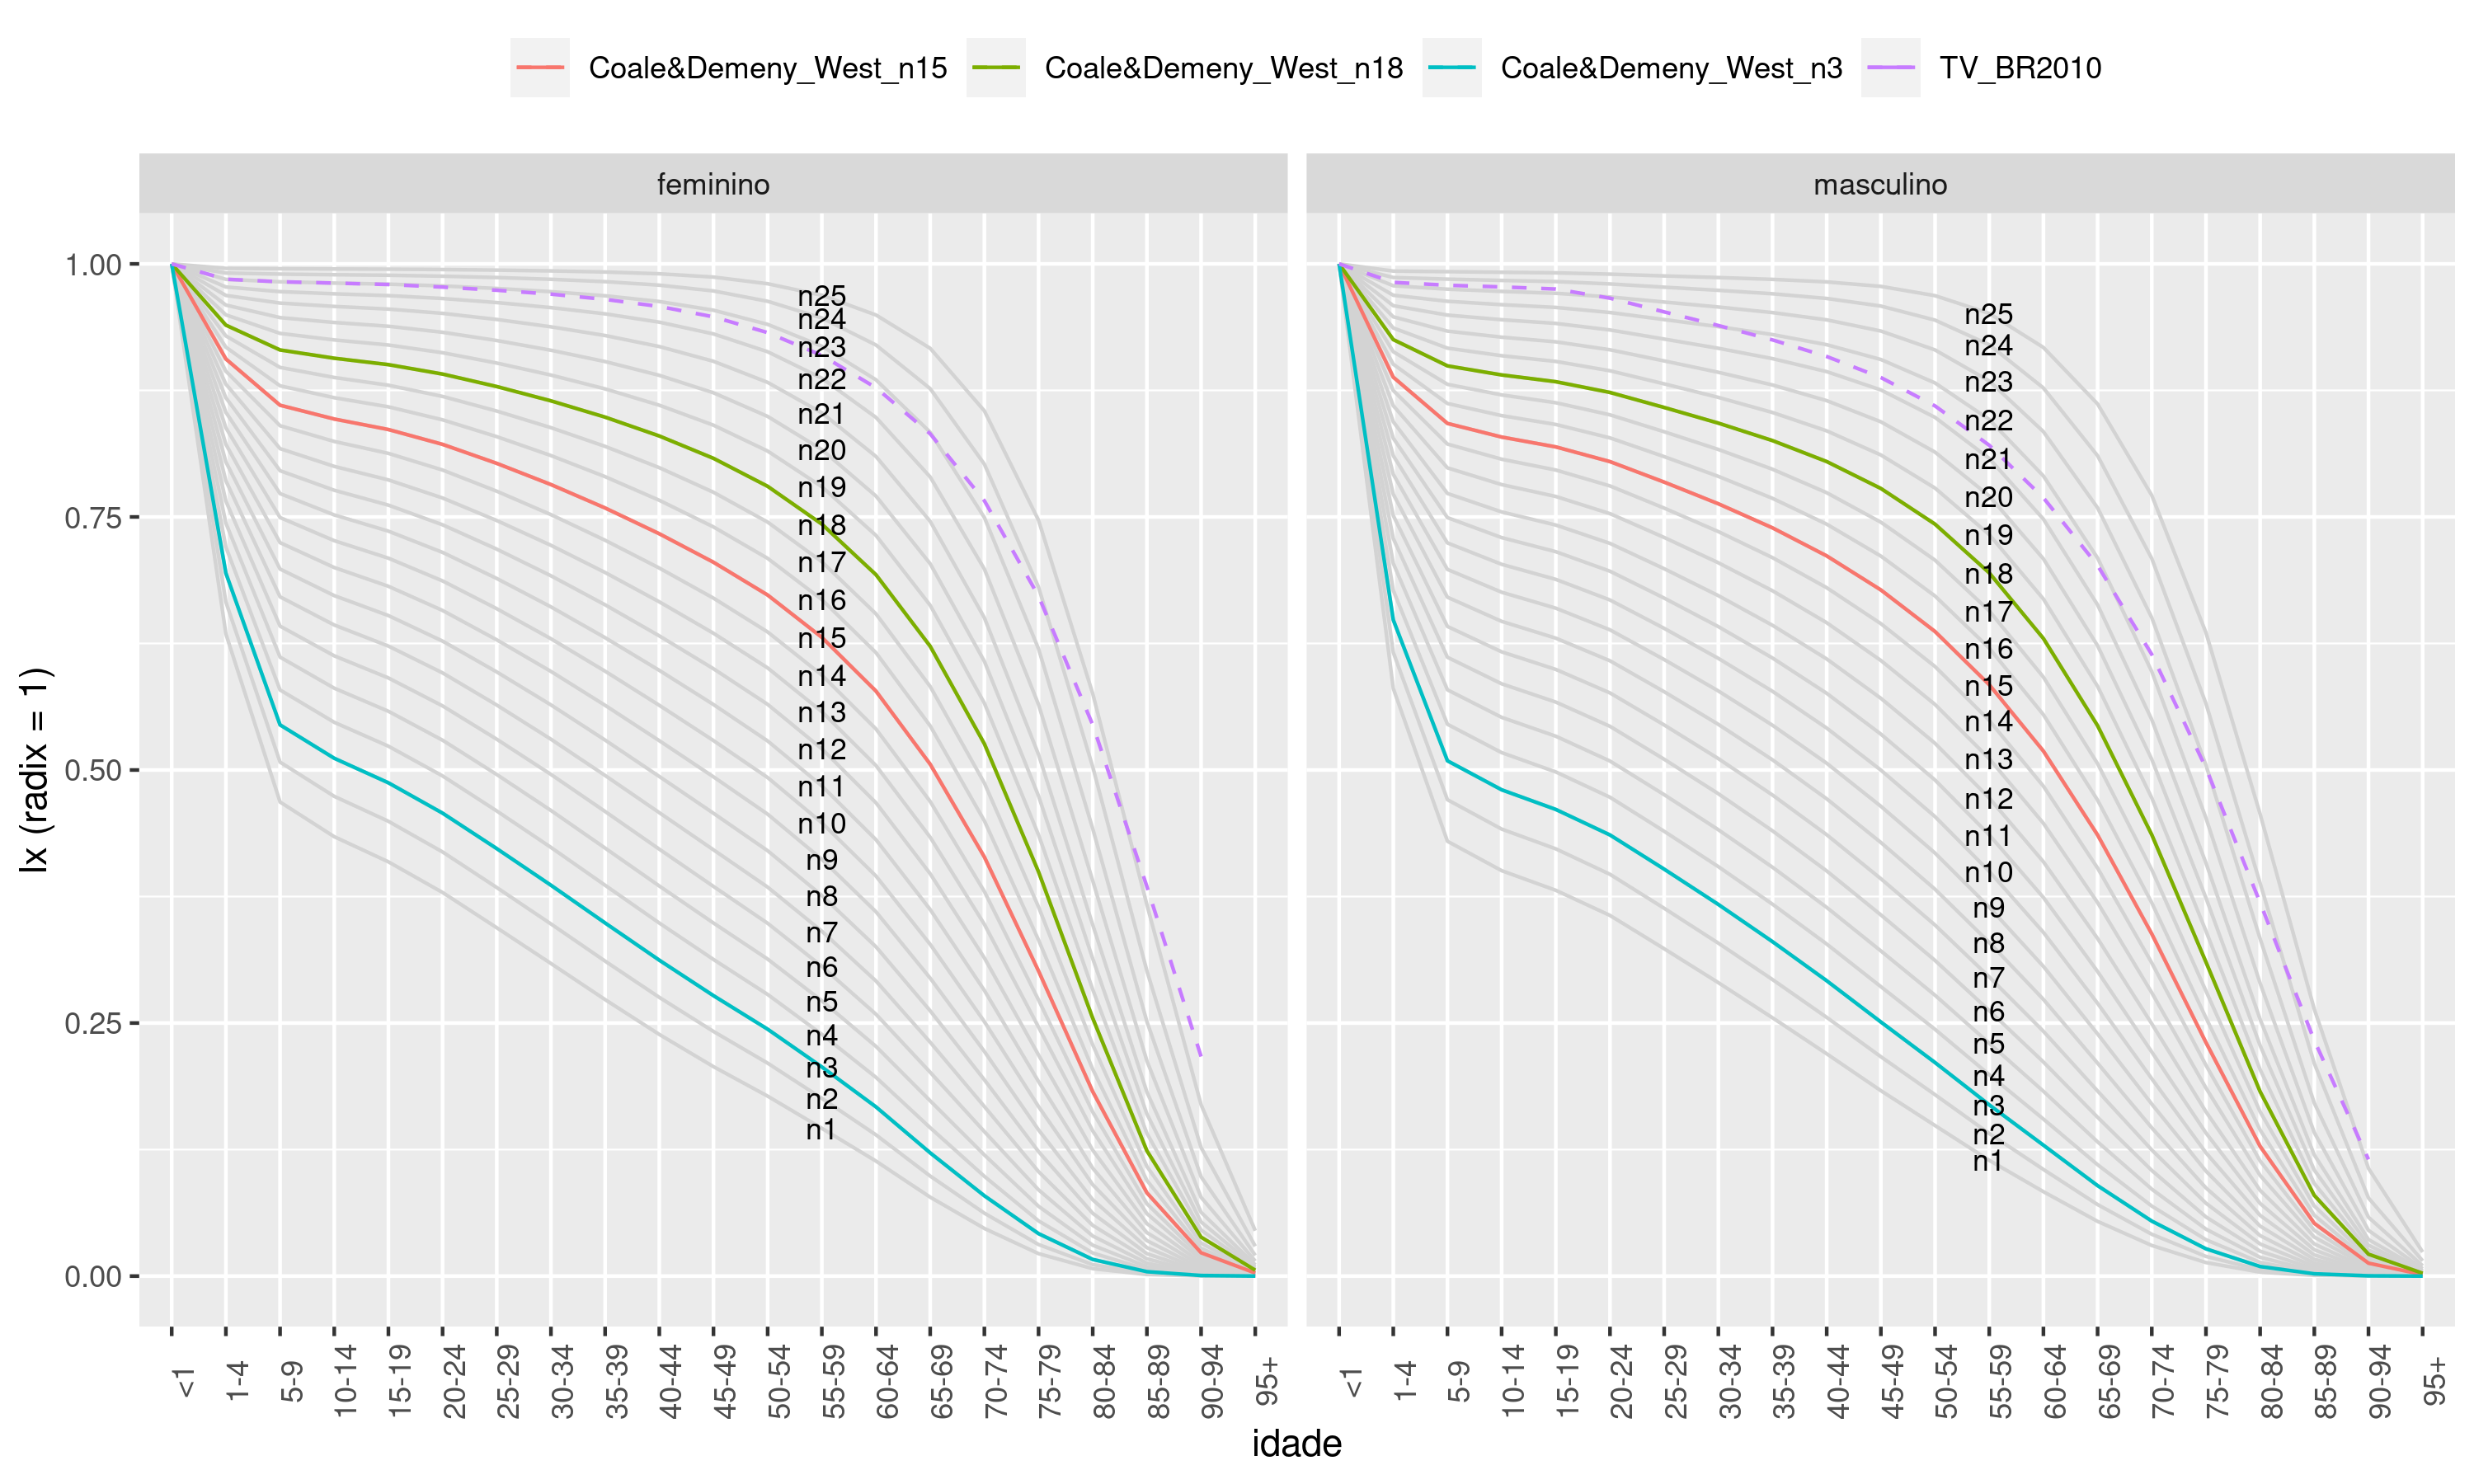 Coale&Demeny_West_n15 Coale&Demeny_West_n18 Coale&Demeny_West_n3 TV_BR2010
feminino masculino
lx (radix = 1)
1.00
0.75
0.50
0.25
0.00
n25
n24
n23
n22
n21
n20
n19
n18
n17
n16
n15
n14
n13
n12
n11
n10
n9
n8
n7
n6
n5
n4
n3
n2
n1
n25
n24
n23
n22
n21
n20
n19
n18
n17
n16
n15
n14
n13
n12
n11
n10
n9
n8
n7
n6
n5
n4
n3
n2
n1
<1 1-4 5-9 10-14 15-19 20-24 25-29 30-34 35-39 40-44 45-49 50-54 55-59 60-64 65-69 70-74 75-79 80-84 85-89 90-94 95+
<1 1-4 5-9 10-14 15-19 20-24 25-29 30-34 35-39 40-44 45-49 50-54 55-59 60-64 65-69 70-74 75-79 80-84 85-89 90-94 95+
idade